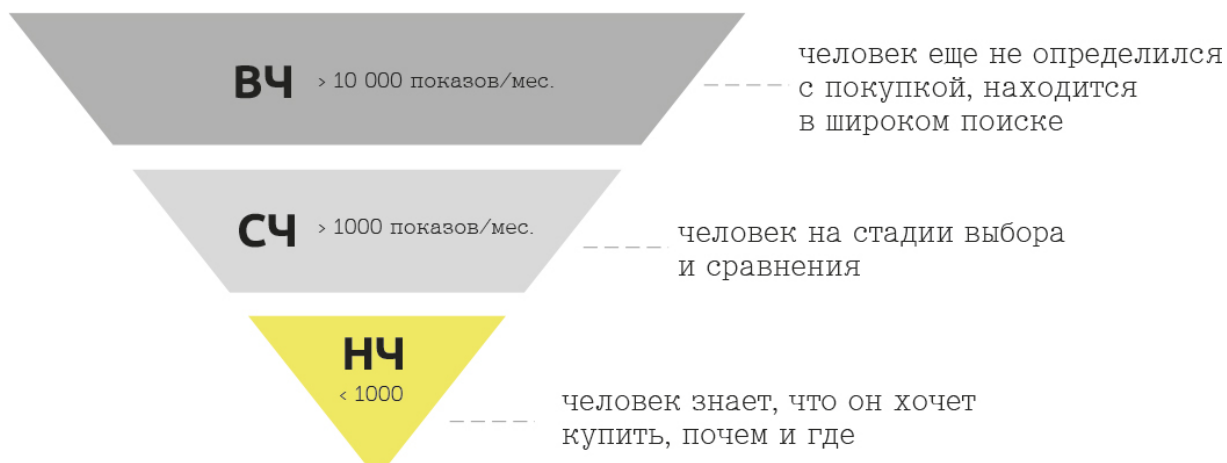 ВЧ > 10 000 показов/мес.
человек еще не определился
с покупкой, находится
в широком поиске
СЧ > 1000 показов/мес.
человек на стадии выбора
и сравнения
НЧ
< 1000
человек знает, что он хочет
купить, почем и где